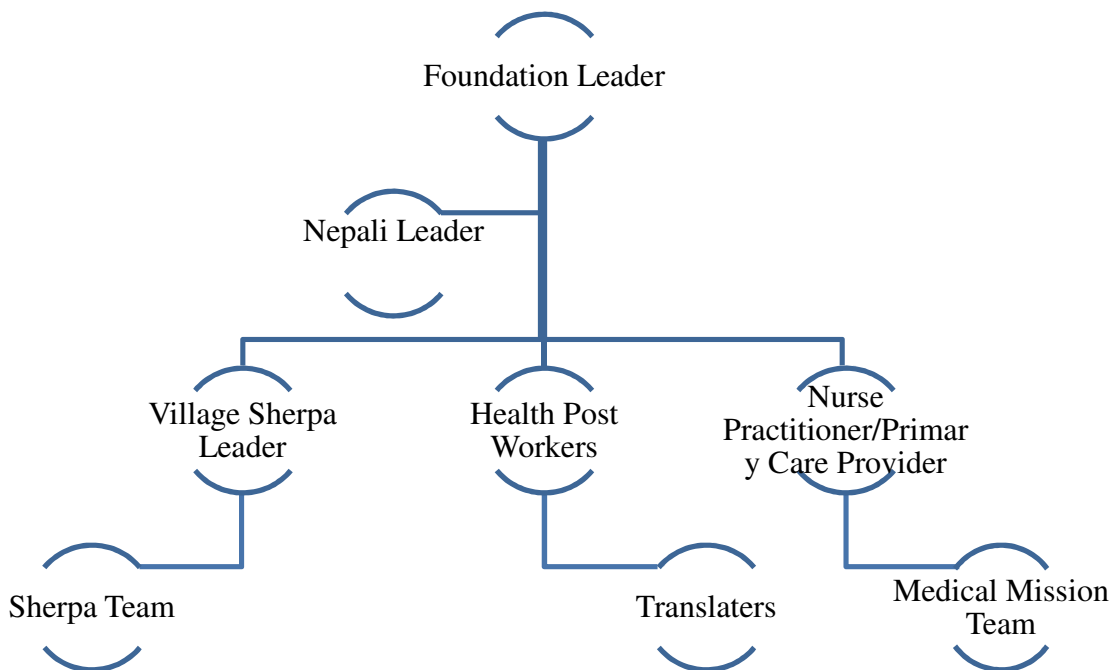 Foundation Leader
Nepali Leader
Village Sherpa
Leader
Health Post
Workers
Nurse
Practitioner/Primar
y Care Provider
Sherpa Team
Translaters
Medical Mission
Team